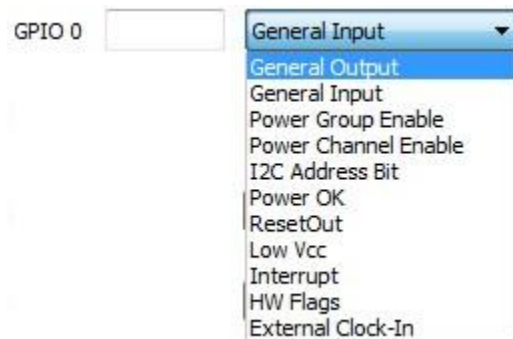 GPIO 0 General Input
General Output
General Input
Power Group Enable
Power Channel Enable
I2C Address Bit
Power OK
ResetOut
Low Vcc
Interrupt
HW Flags
External Clock-In